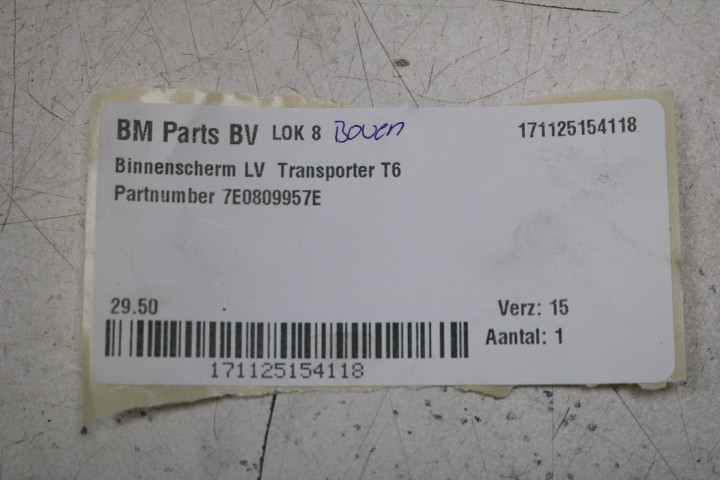 BM Parts BV LOK 8 Boven 171125154118
Binnenscherm LV Transporter T6
Partnumber 7E0809957E
29.50 Verz: 15
Aantal: 1
171125154118